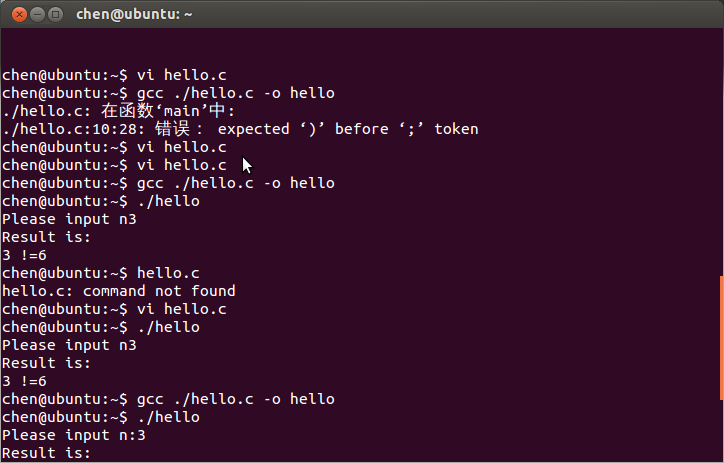 chen@ubuntu: ~
chen@ubuntu:~$ vi hello.c
chen@ubuntu:~$ gcc ./hello.c -o hello
./hello.c: 在函数‘main’中:
./hello.c:10:28: 错误： expected ‘)’ before ‘;’ token
chen@ubuntu:~$ vi hello.c
chen@ubuntu:~$ vi hello.c
chen@ubuntu:~$ gcc ./hello.c -o hello
chen@ubuntu:~$ ./hello
Please input n3
Result is:
3 !=6
chen@ubuntu:~$ hello.c
hello.c: command not found
chen@ubuntu:~$ vi hello.c
chen@ubuntu:~$ ./hello
Please input n3
Result is:
3 !=6
chen@ubuntu:~$ gcc ./hello.c -o hello
chen@ubuntu:~$ ./hello
Please input n:3
Result is: